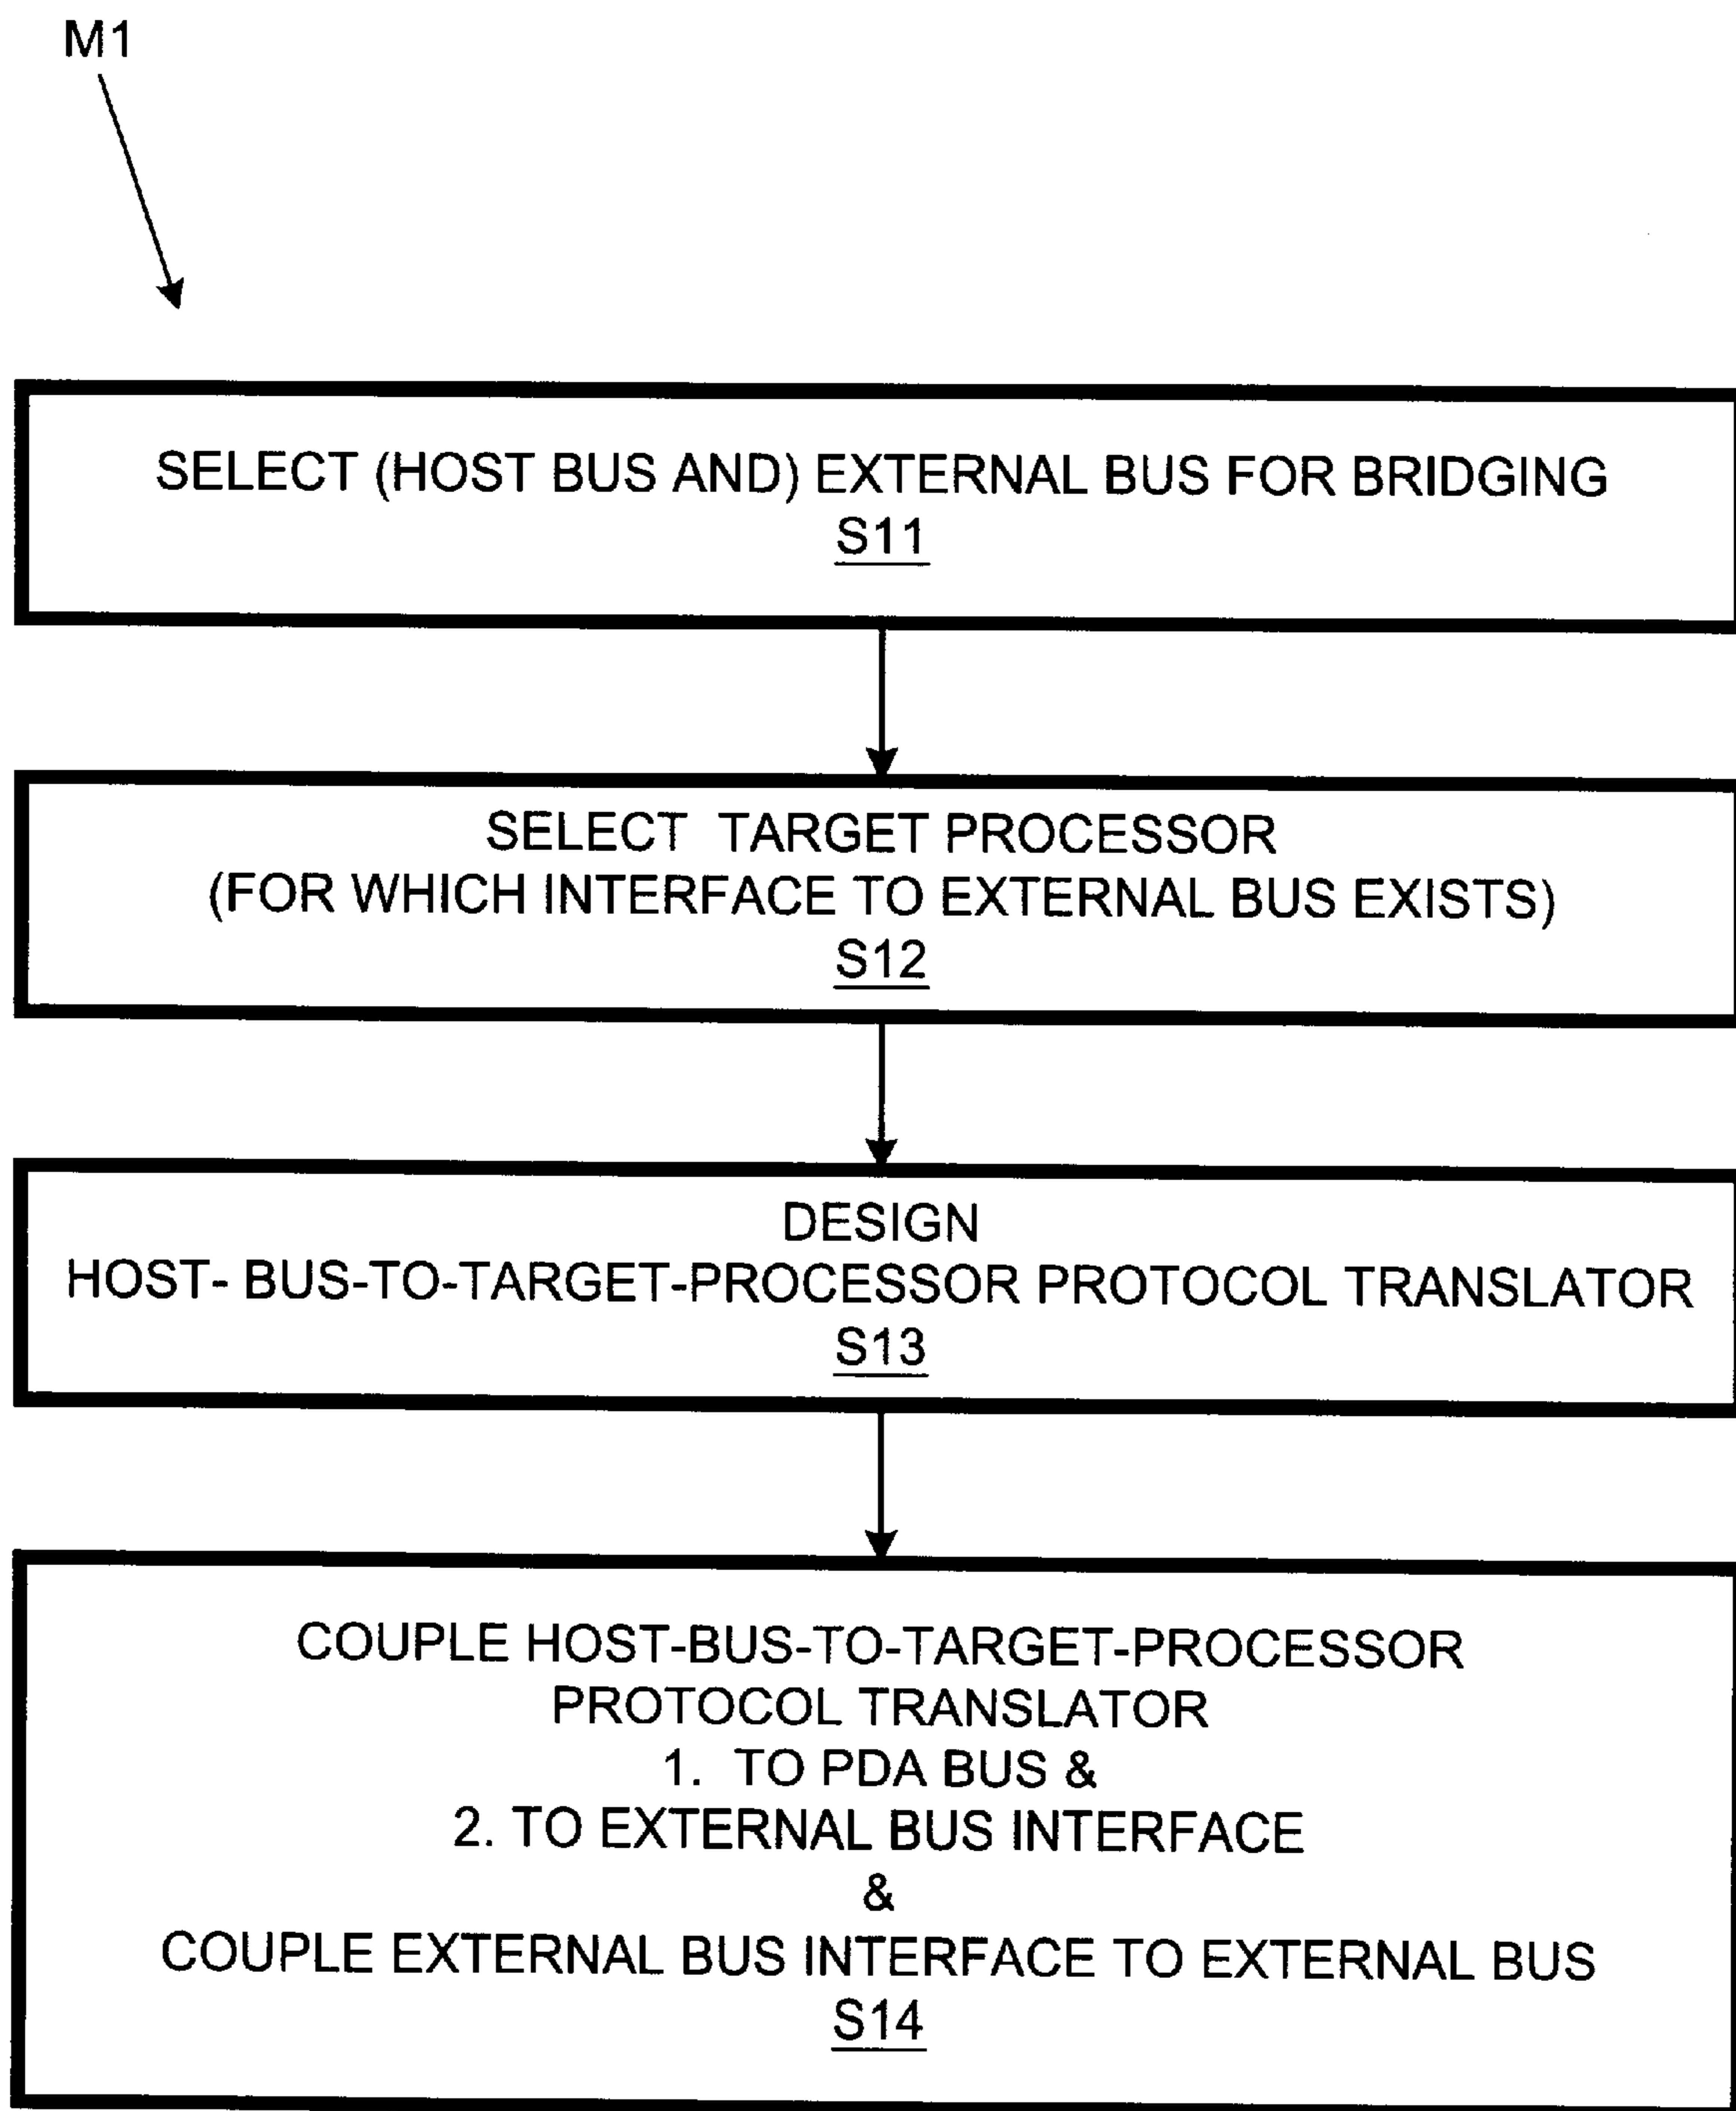 M1
SELECT (HOST BUS AND) EXTERNAL BUS FOR BRIDGING
S11
SELECT TARGET PROCESSOR
(FOR WHICH INTERFACE TO EXTERNAL BUS EXISTS)
S12
DESIGN
HOST- BUS-TO-TARGET-PROCESSOR PROTOCOL TRANSLATOR
S13
COUPLE HOST-BUS-TO-TARGET-PROCESSOR
PROTOCOL TRANSLATOR
1. TO PDA BUS &
2. TO EXTERNAL BUS INTERFACE
&
COUPLE EXTERNAL BUS INTERFACE TO EXTERNAL BUS
S14